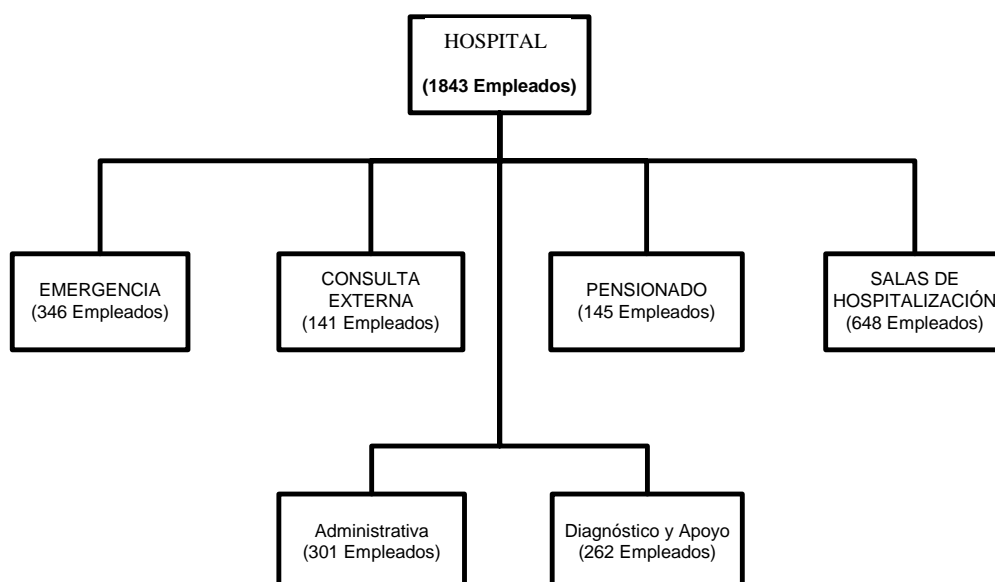 HOSPITAL
(1843 Empleados)
EMERGENCIA
(346 Empleados)
CONSULTA
EXTERNA
(141 Empleados)
PENSIONADO
(145 Empleados)
SALAS DE
HOSPITALIZACIÓN
(648 Empleados)
Administrativa
(301 Empleados)
Diagnóstico y Apoyo
(262 Empleados)